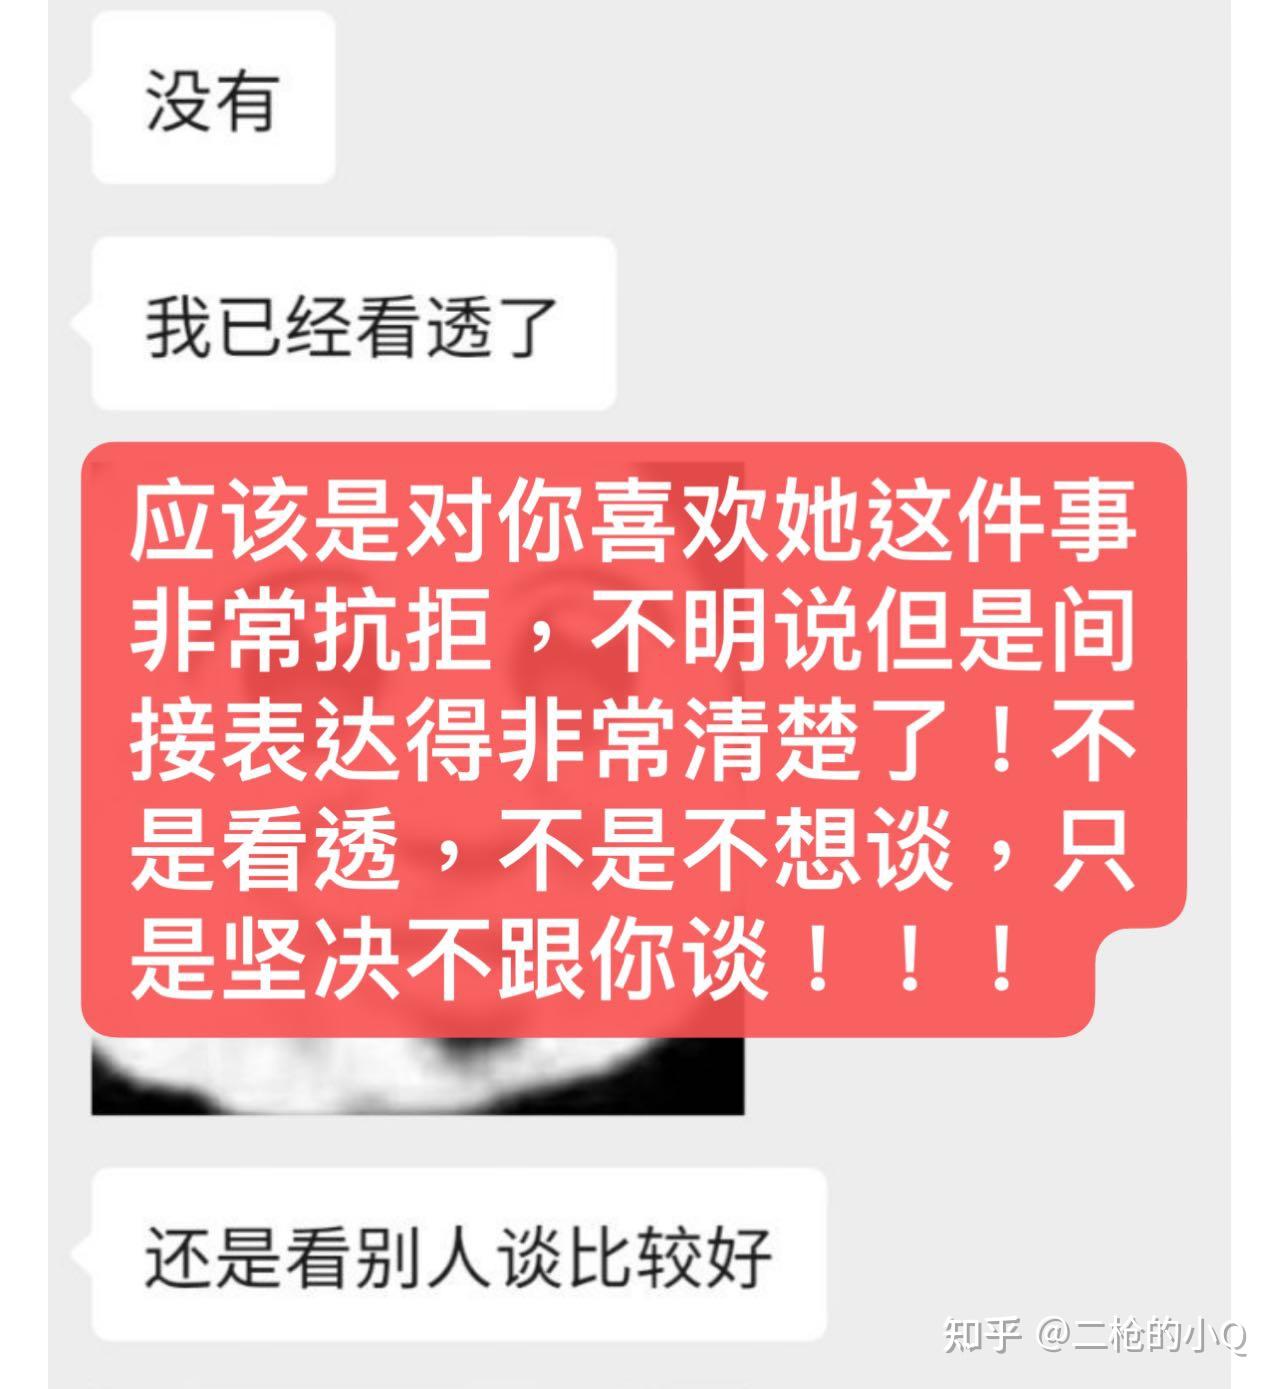 没有
我已经看透了
应该是对你喜欢她这件事
非常抗拒，不明说但是间
接表达得非常清楚了！不
是看透，不是不想谈，只
是坚决不跟你谈！！！
还是看别人谈比较好
知乎 @二枪的小Q